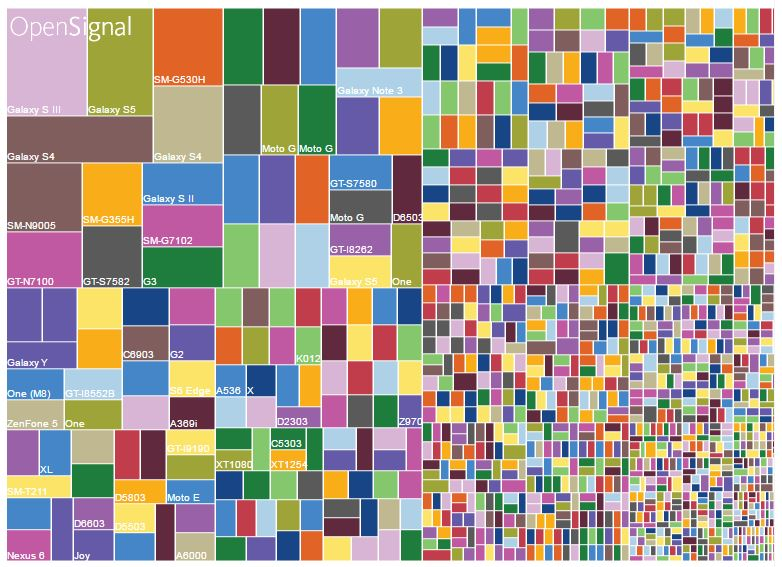 OpenSignal
SM-G530H
Galaxy S III
Galaxy S5
Galaxy Note 3
Galaxy S4
Galaxy S4
Moto G
Moto G
GT-S7580
Galaxy S II
SM-N9005
SM-G355H
Moto G
D6503
SM-G7102
GT-I8262
GT-N7100
GT-S7582
G3
Galaxy S5
One
Galaxy Y
C6903
G2
K012
One (M8)
GT-I8552B
S6 Edge
A536
X
ZenFone 5
One
A369i
D2303
Z970
GT-I9190
C5303
XL
XT1080
XT1254
SM-T211
D5803
Moto E
D6603
D5503
Nexus 6
Joy
A6000